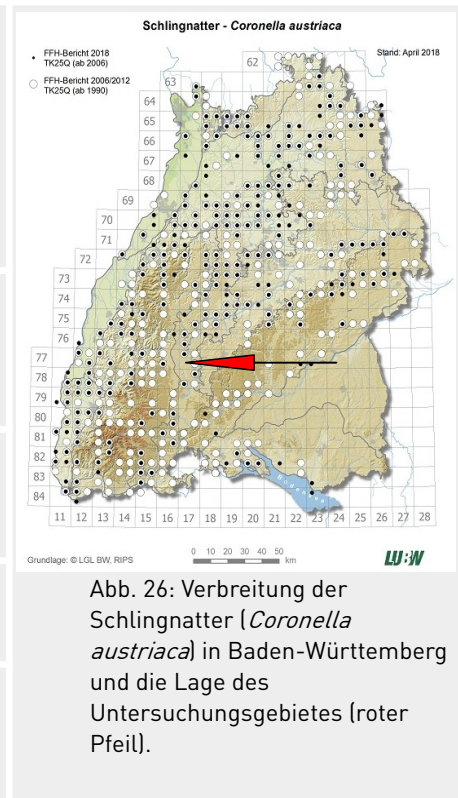 Schlingnatter - Coronella austriaca
FFH-Bericht 2018
TK25Q (ab 2006)
FFH-Bericht 2006/2012
TK25Q (ab 1990)
Stand: April 2018
62
63
64
65
66
67
68
69
70
71
72
73
74
75
76
77
78
79
80
81
82
83
84
11 12 13 14 15 16 17 18 19 20 21 22 23 24 25 26 27 28
Grundlage: © LGL BW, RIPS
0 10 20 30 40 50
km
LUBW
Abb. 26: Verbreitung der
Schlingnatter (Coronella
austriaca) in Baden-Württemberg
und die Lage des
Untersuchungsgebietes (roter
Pfeil).